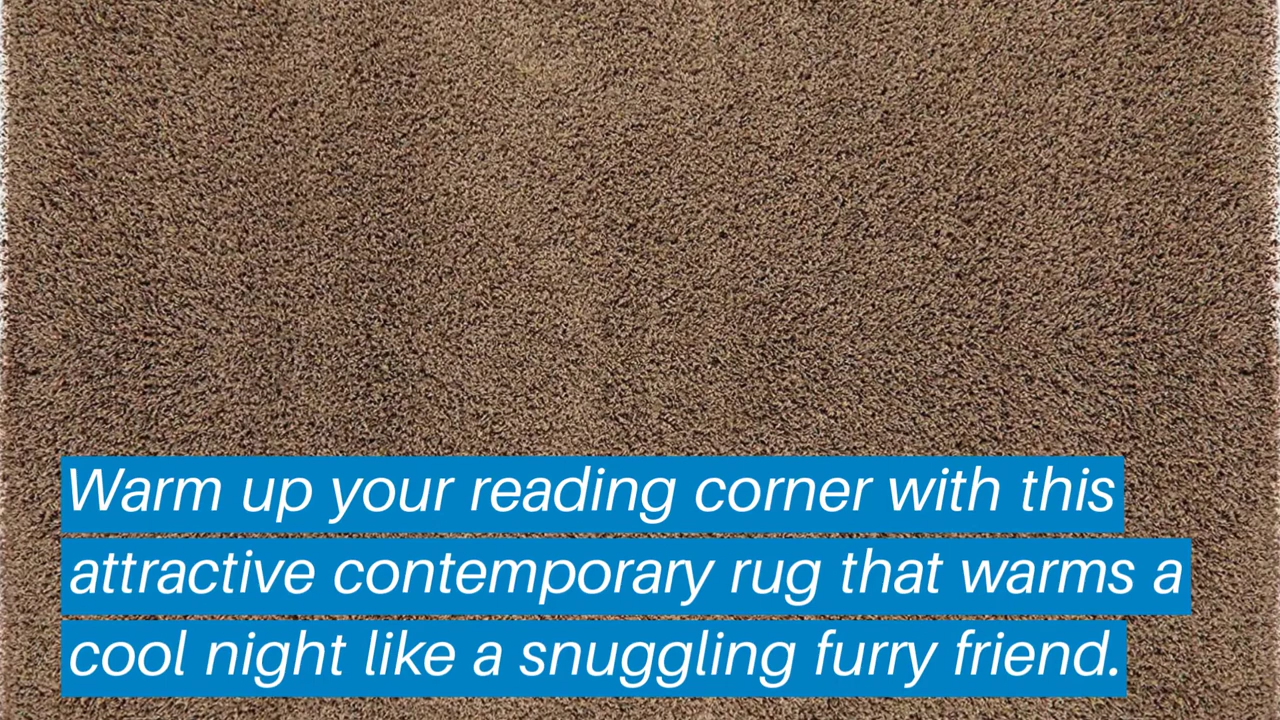 Warm up your reading corner with this
attractive contemporary rug that warms a
cool night like a snuggling furry friend.